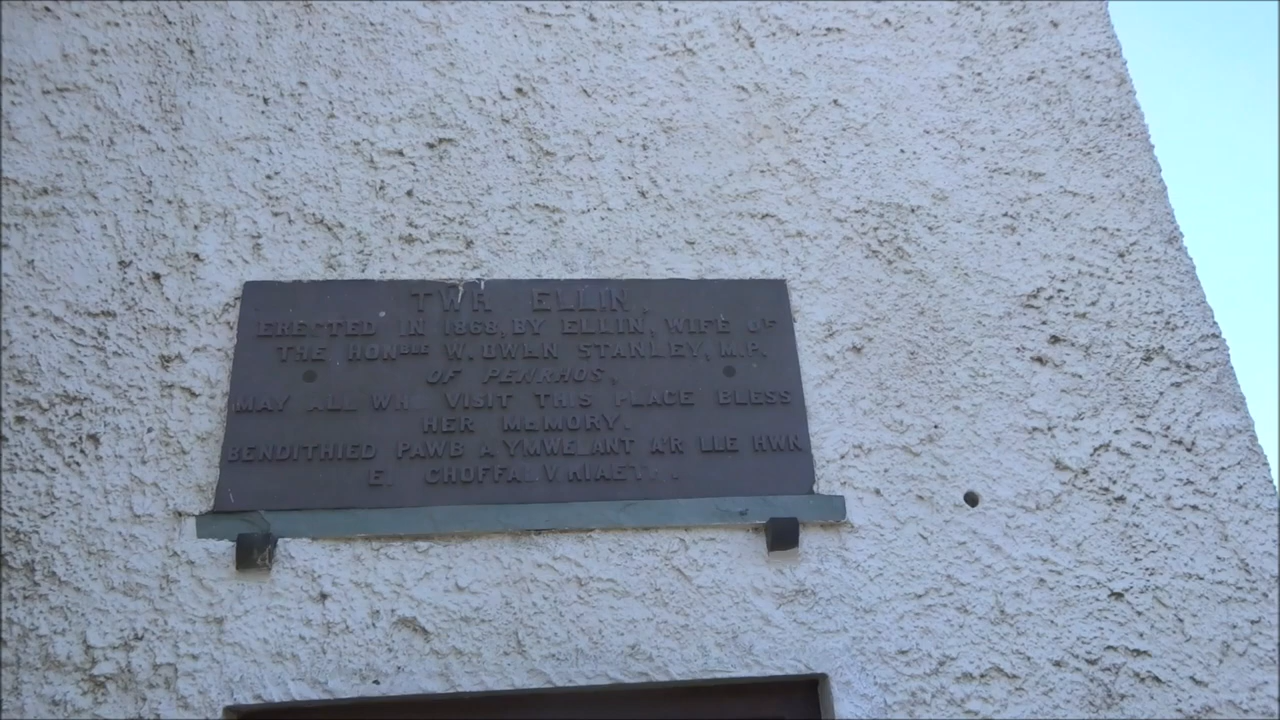 TWR ELLIN.
ERECTED IN 1868, BY ELLIN, WIFE OF
THE HONBLE W. OWEN STANLEY, M.P.
OF PENRHOS,
MAY ALL WHO VISIT THIS PLACE BLESS
HER MEMORY.
BENDITHIED PAWB A YMWELANT A'R LLE HWN
EI